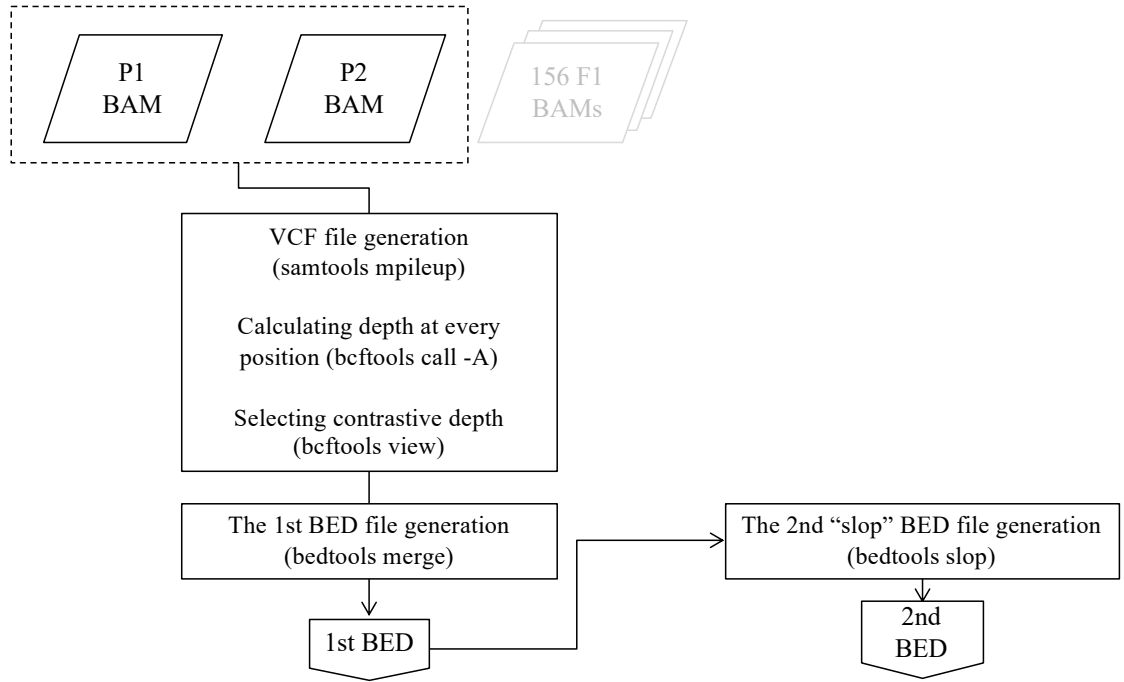 P1
BAM
P2
BAM
156 F1
BAMs
VCF file generation
(samtools mpileup)
Calculating depth at every
position (bcftools call -A)
Selecting contrastive depth
(bcftools view)
The 1st BED file generation
(bedtools merge)
1st BED
The 2nd “slop” BED file generation
(bedtools slop)
2nd
BED